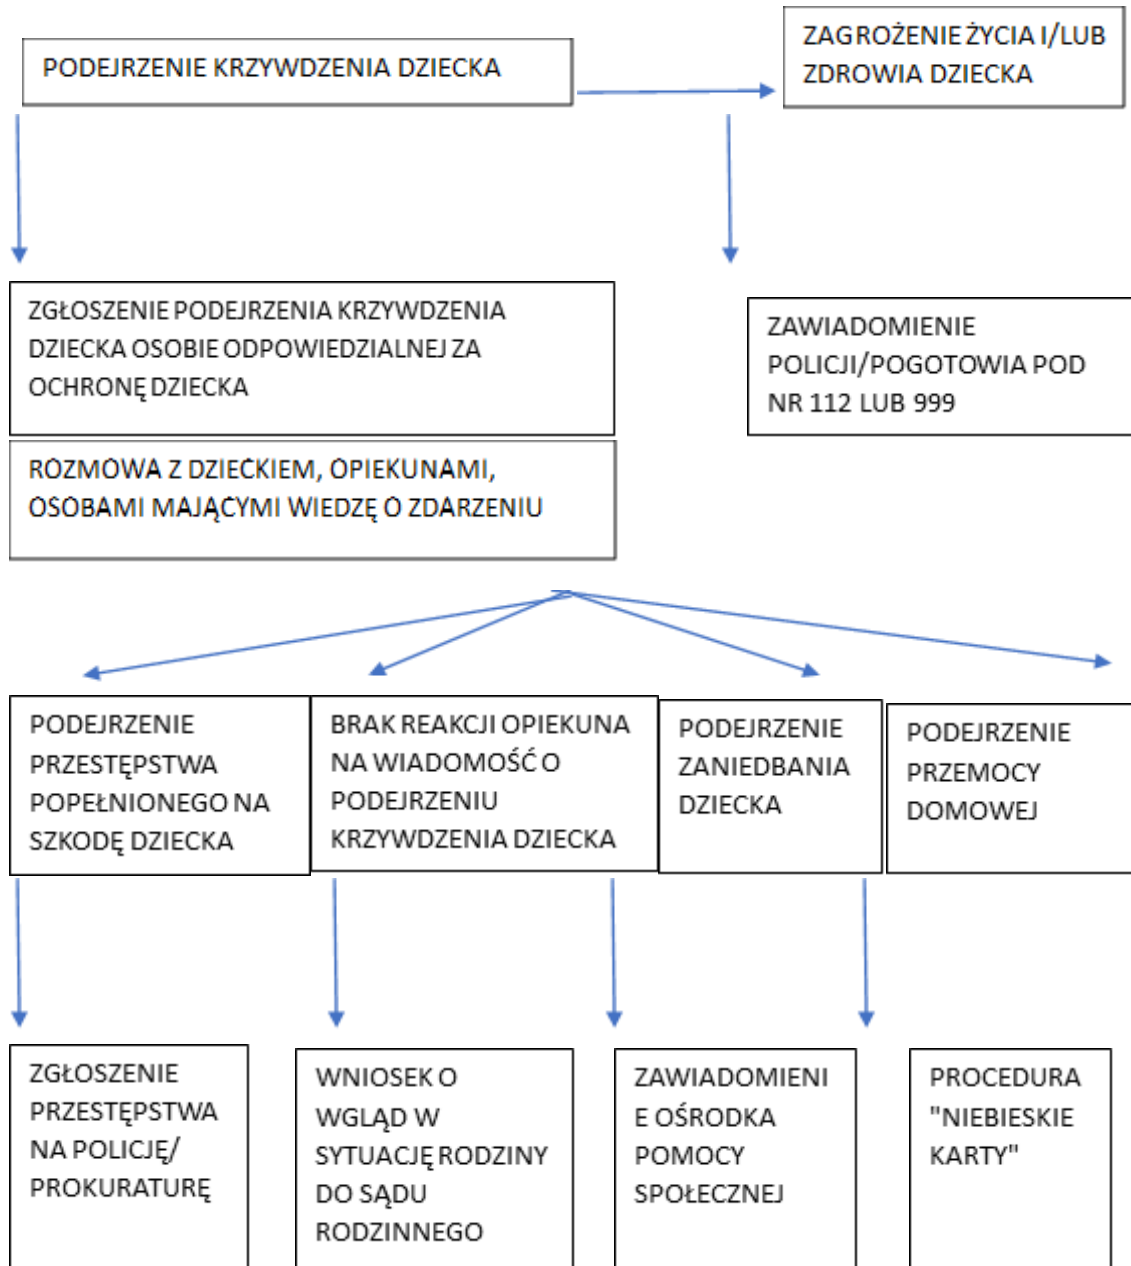 PODEJRZENIE KRZYWDZENIA DZIECKA
ZAGROŻENIE ŻYCIA I/LUB
ZDROWIA DZIECKA
ZGŁOSZENIE PODEJRZENIA KRZYWDZENIA
DZIECKA OSOBIE ODPOWIEDZIALNEJ ZA
OCHRONĘ DZIECKA
ZAWIADOMIENIE
POLICJI/POGOTOWIA POD
NR 112 LUB 999
ROZMOWA Z DZIECKIEM, OPIEKUNAMI,
OSOBAMI MAJĄCYMI WIEDZĘ O ZDARZENIU
PODEJRZENIE
PRZESTĘPSTWA
POPEŁNIONEGO NA
SZKODĘ DZIECKA
BRAK REAKCJI OPIEKUNA
NA WIADOMOŚĆ O
PODEJRZENIU
KRZYWDZENIA DZIECKA
PODEJRZENIE
ZANIEDBANIA
DZIECKA
PODEJRZENIE
PRZEMOCY
DOMOWEJ
ZGŁOSZENIE
PRZESTĘPSTWA
NA POLICJĘ/
PROKURATURĘ
WNIOSEK O
WGLĄD W
SYTUACJĘ RODZINY
DO SĄDU
RODZINNEGO
ZAWIADOMIENI
E OŚRODKA
POMOCY
SPOŁECZNEJ
PROCEDURA
"NIEBIESKIE
KARTY"